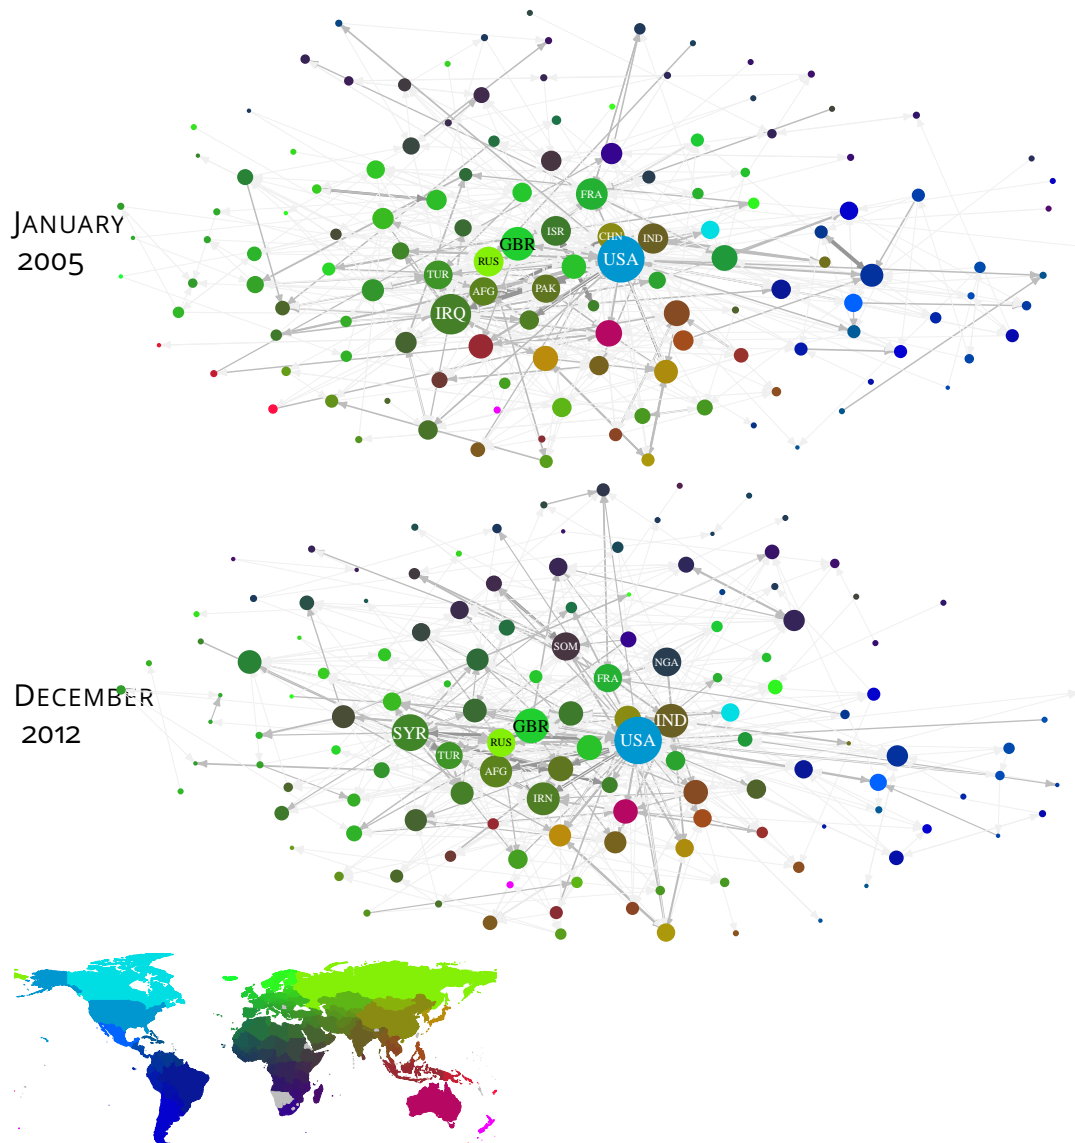 FRA
JANUARY
2005
GBR
ISR
CHN
IND
USA
RUS
TUR
AFG
PAK
IRQ
SOM
NGA
FRA
DECEMBER
2012
SYR
GBR
IND
RUS
USA
TUR
AFG
IRN